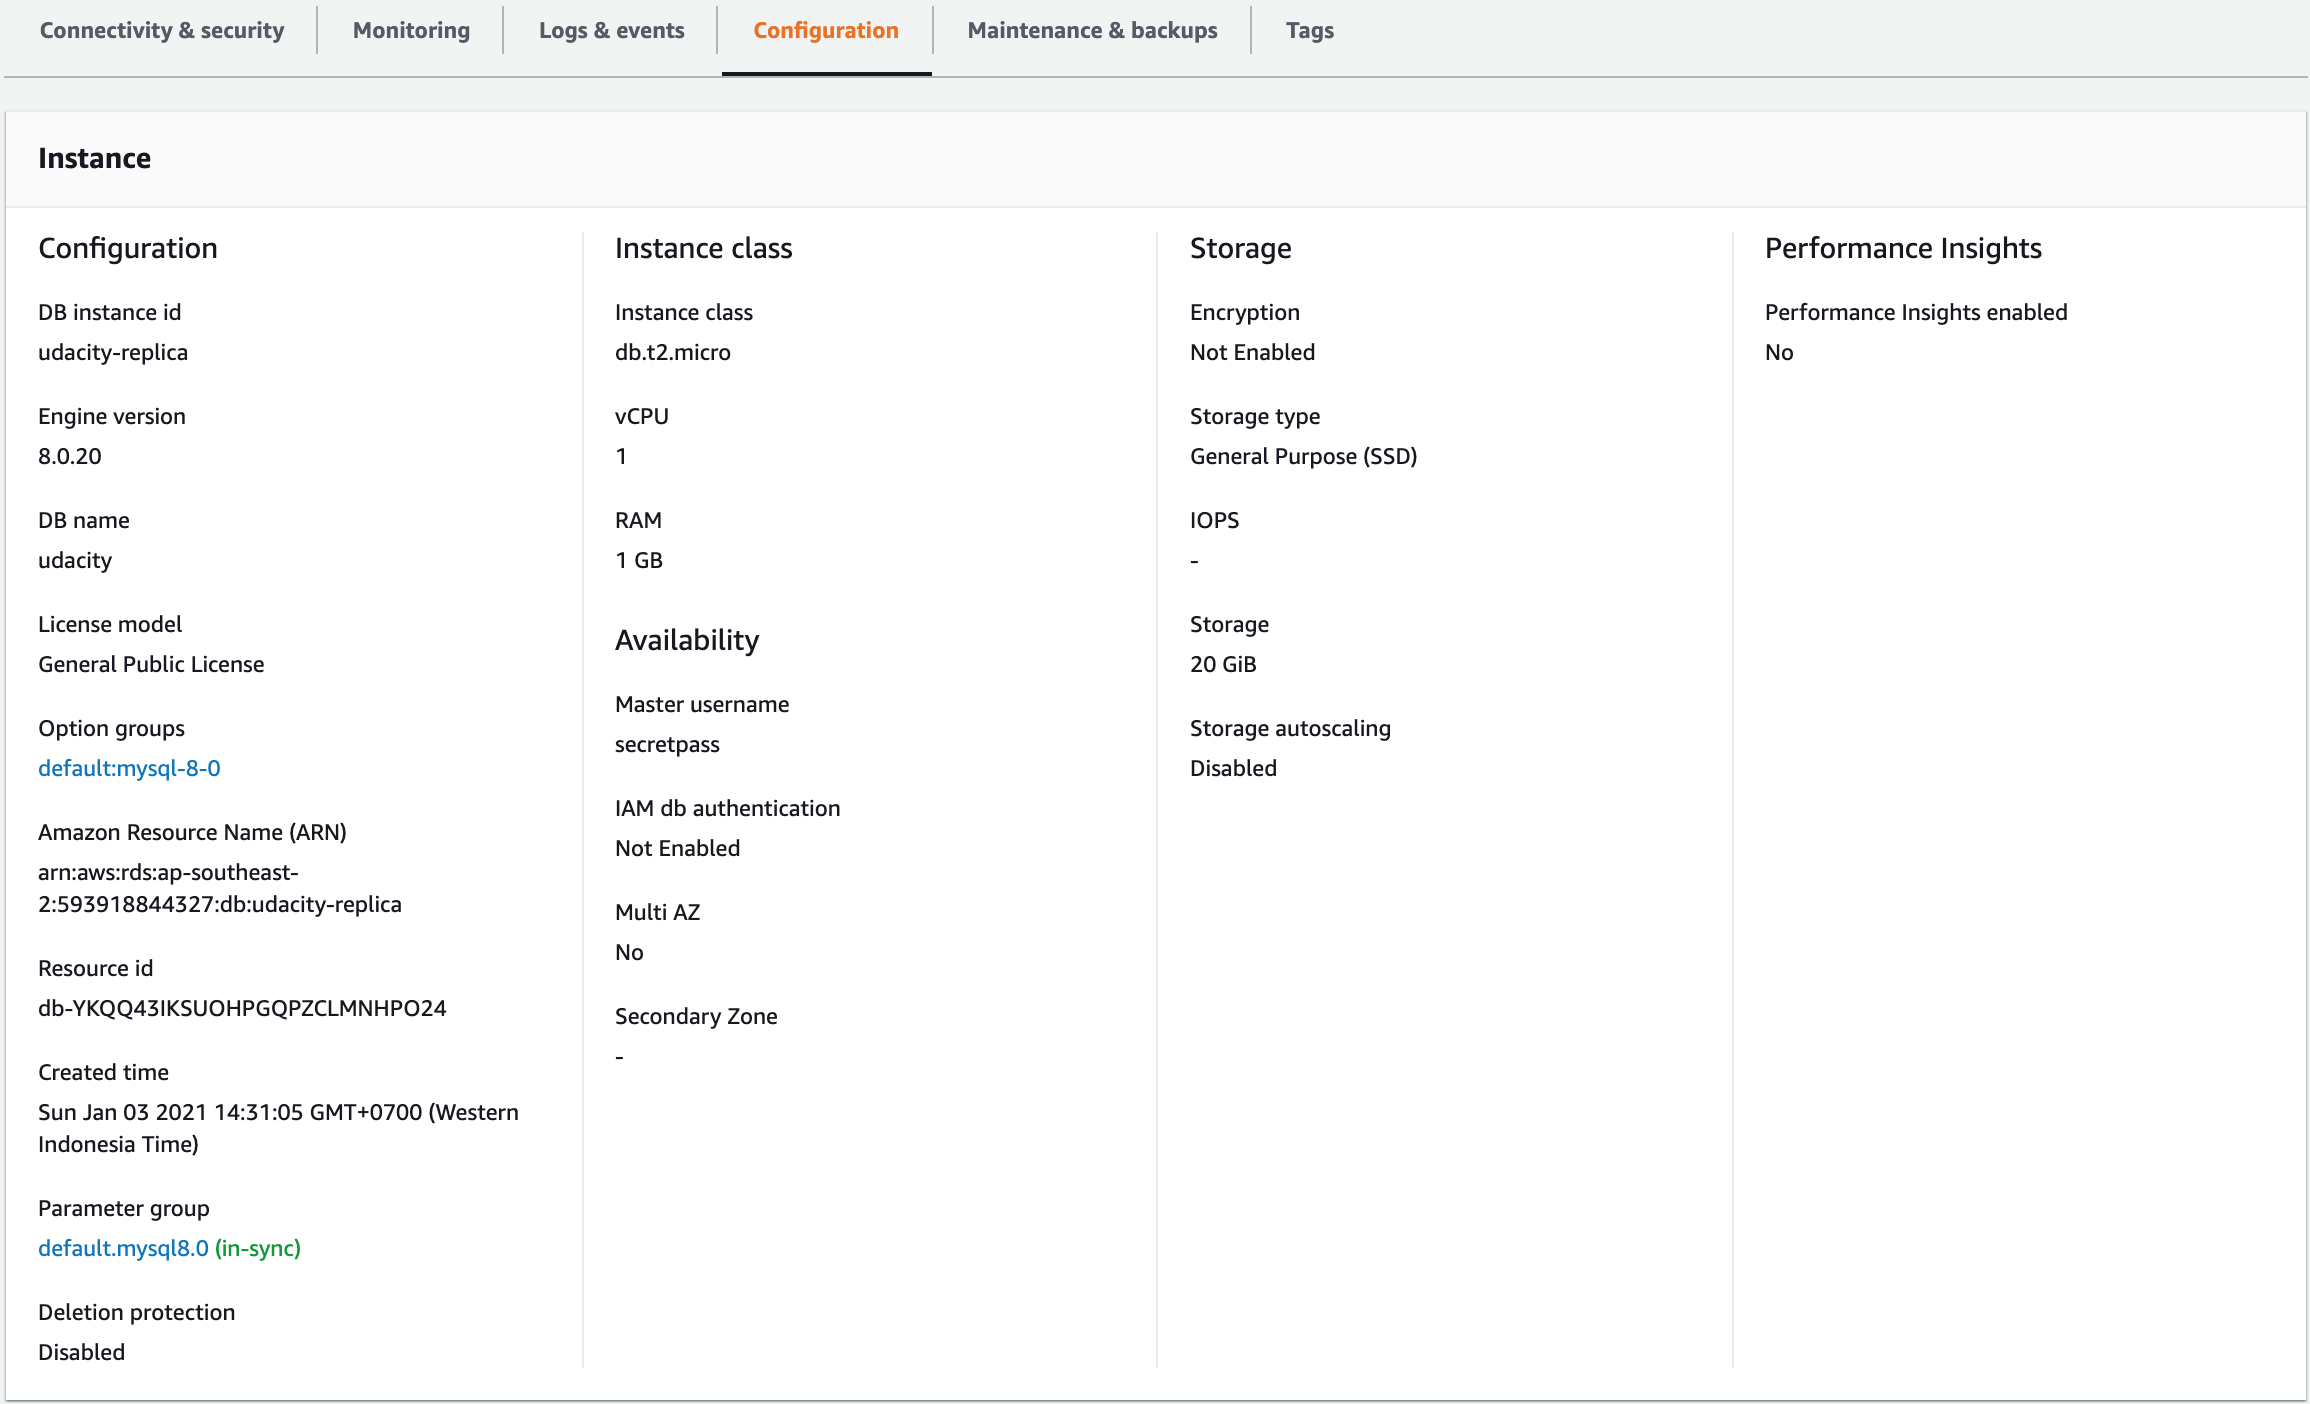 Connectivity & security
Monitoring
Logs & events
Configuration
Maintenance & backups
Tags
Instance
Configuration
DB instance id
udacity-replica
Engine version
8.0.20
DB name
udacity
License model
General Public License
Option groups
default:mysql-8-0
Amazon Resource Name (ARN)
arn:aws:rds:ap-southeast-
2:593918844327:db:udacity-replica
Resource id
db-YKQQ43IKSUOHPGQPZCLMNHPO24
Created time
Sun Jan 03 2021 14:31:05 GMT+0700 (Western
Indonesia Time)
Parameter group
default.mysql8.0 (in-sync)
Deletion protection
Disabled
Instance class
Instance class
db.t2.micro
vCPU
1
RAM
1 GB
Availability
Master username
secretpass
IAM db authentication
Not Enabled
Multi AZ
No
Secondary Zone
-
Storage
Encryption
Not Enabled
Storage type
General Purpose (SSD)
IOPS
-
Storage
20 GiB
Storage autoscaling
Disabled
Performance Insights
Performance Insights enabled
No